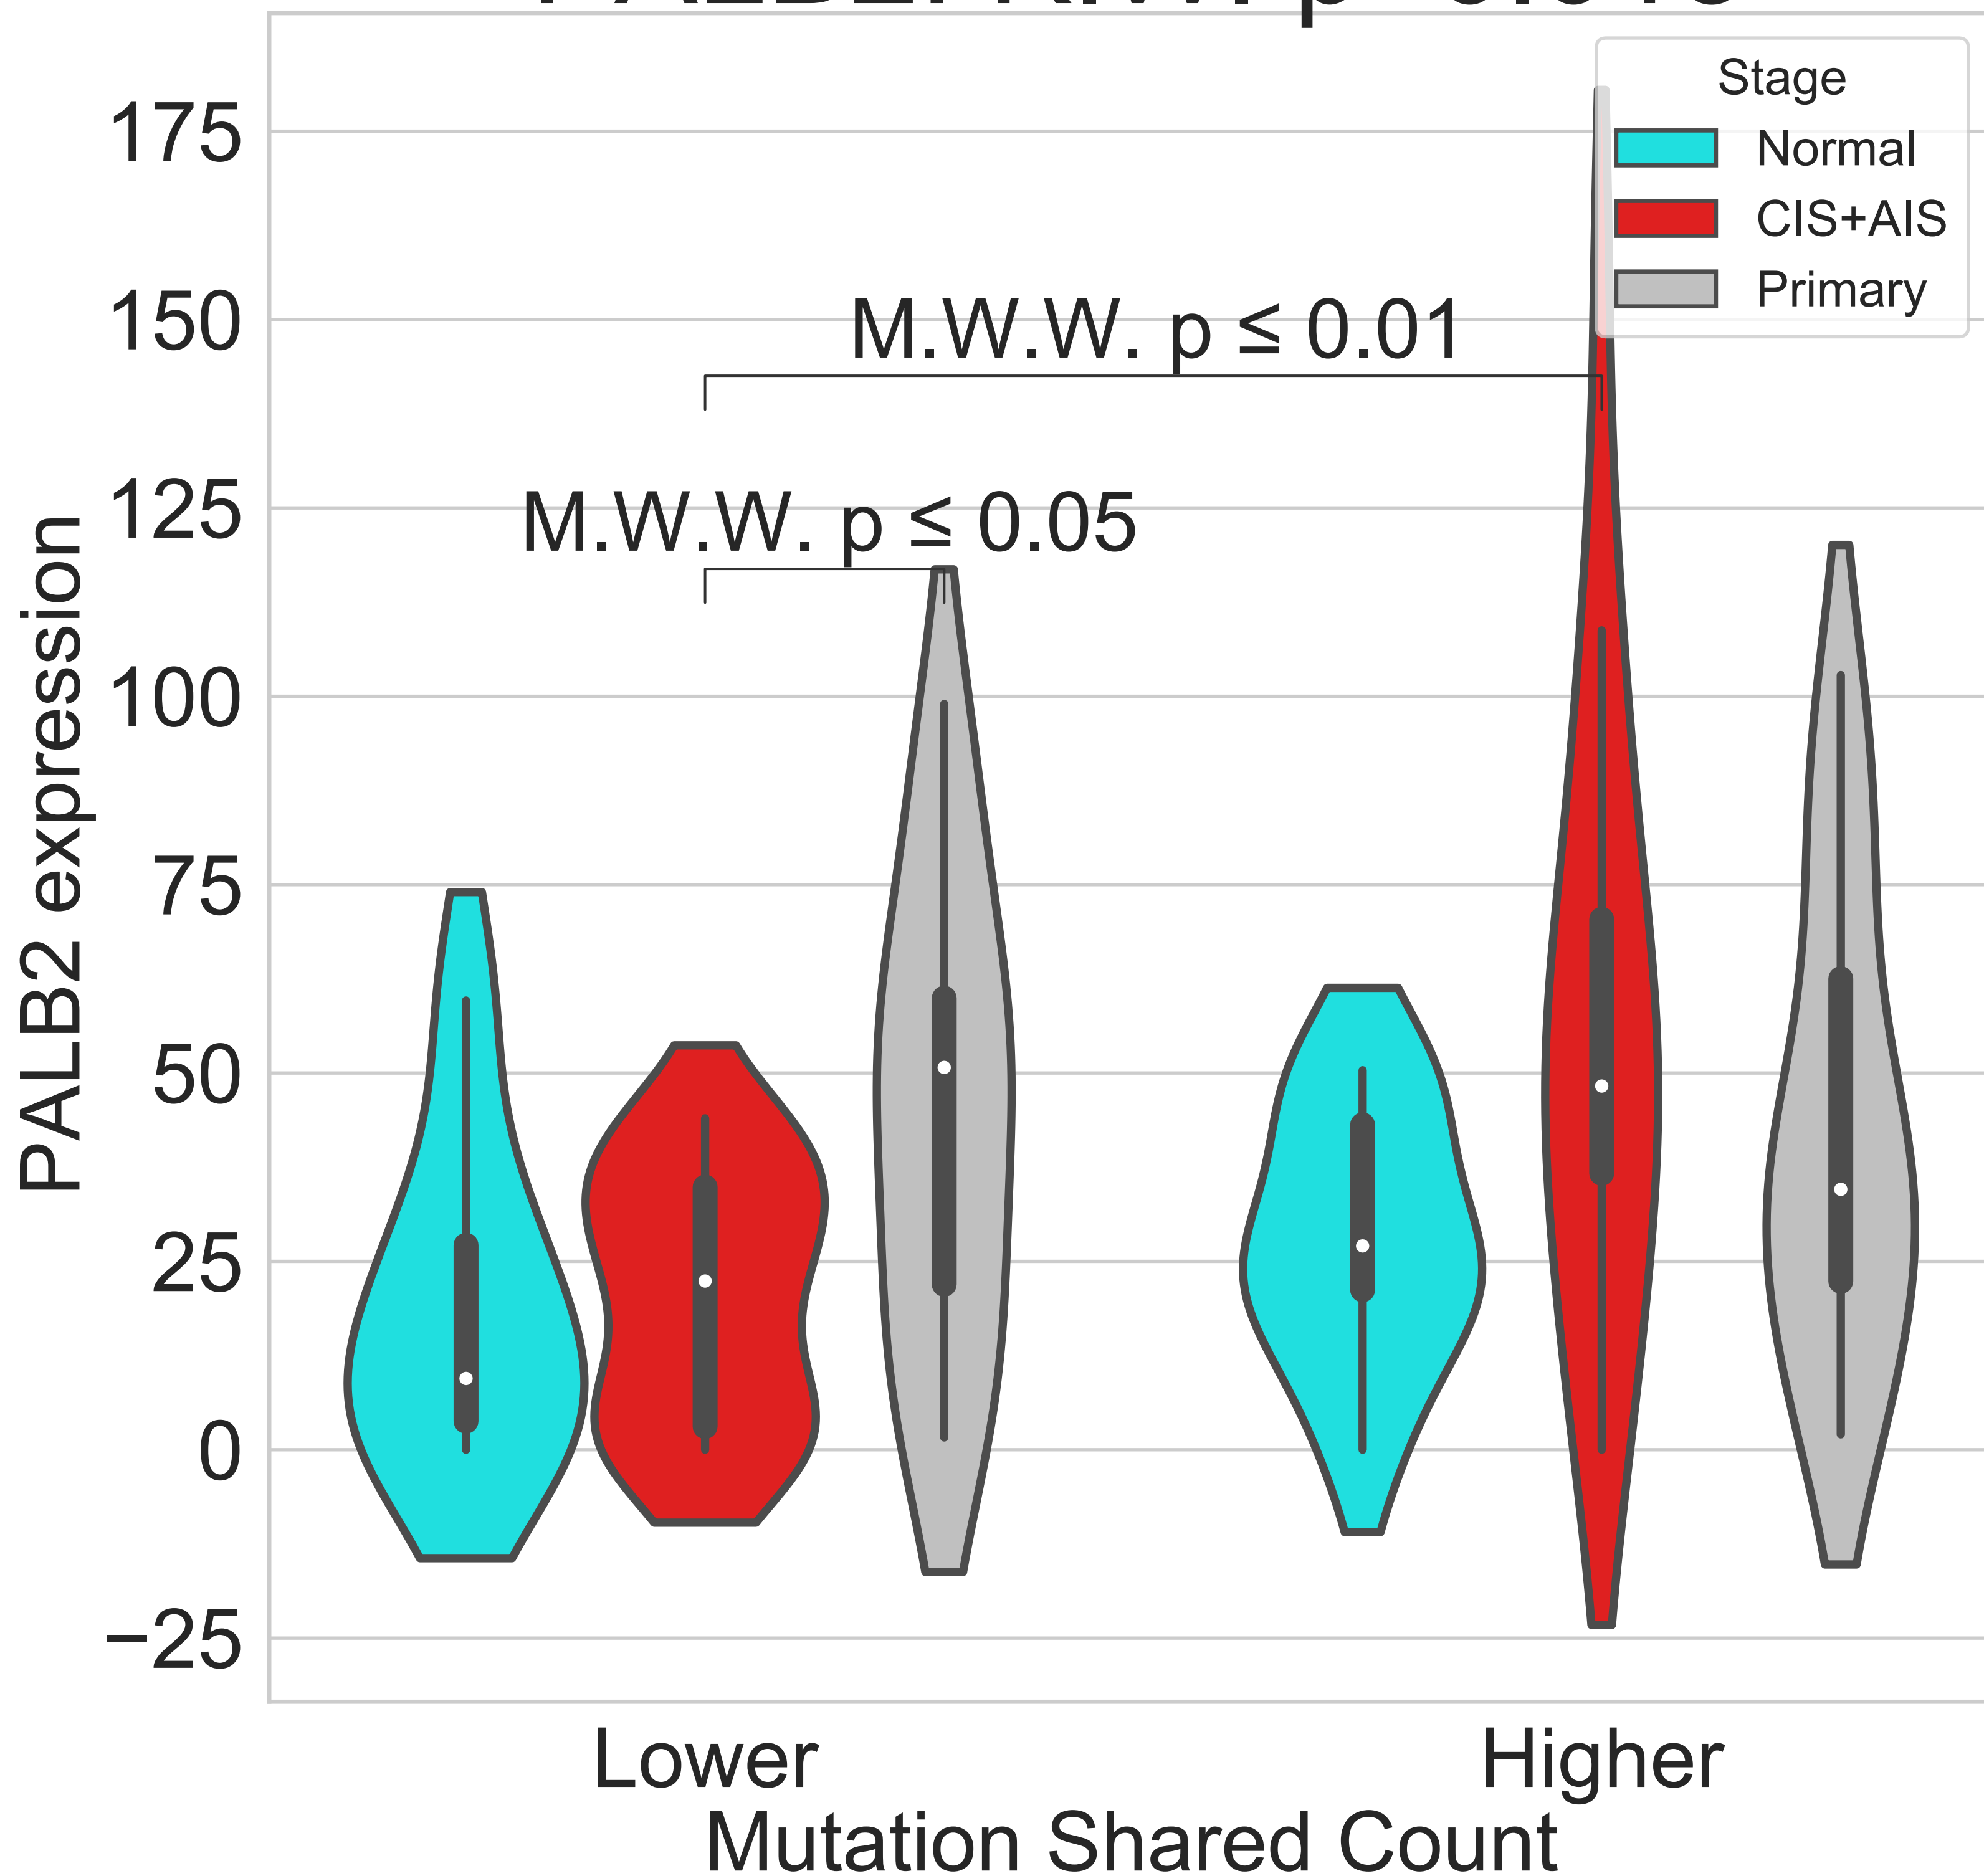 Stage
Normal
CIS+AIS
Primary
175
150
125
100
75
50
25
0
−25
M.W.W. p ≤ 0.01
M.W.W. p ≤ 0.05
PALB2 expression
Lower
Higher
Mutation Shared Count